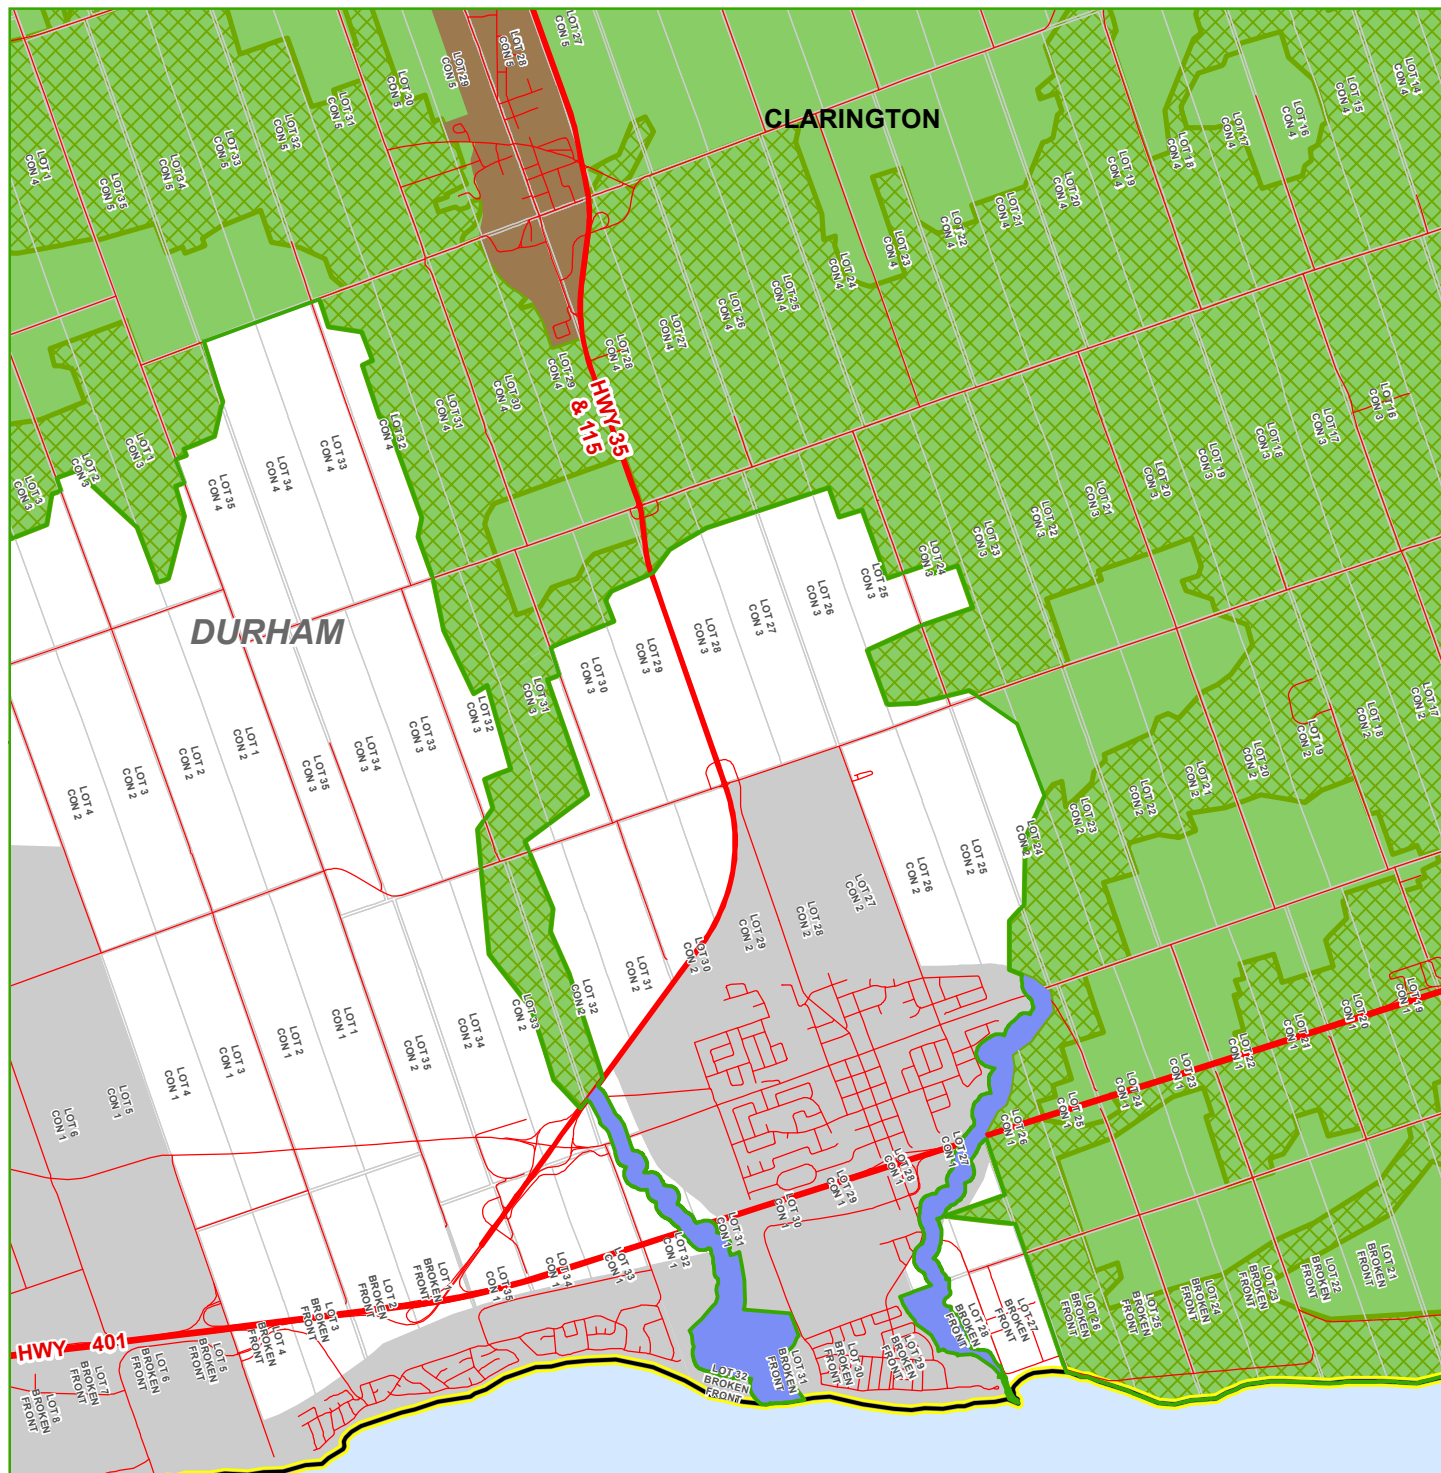 LOT 27
CON 5
LOT 28
CON 5
LOT 29
CON 5
LOT 30
CON 5
LOT 31
CON 5
LOT 32
CON 5
LOT 33
CON 5
LOT 34
CON 5
LOT 35
CON 5
LOT 1
CON 4
CLARINGTON
LOT 14
CON 4
LOT 15
CON 4
LOT 16
CON 4
LOT 17
CON 4
LOT 18
CON 4
LOT 19
CON 4
LOT 20
CON 4
LOT 21
CON 4
LOT 22
CON 4
LOT 23
CON 4
LOT 24
CON 4
LOT 25
CON 4
LOT 26
CON 4
LOT 27
CON 4
LOT 28
CON 4
LOT 29
CON 4
LOT 30
CON 4
LOT 31
CON 4
LOT 32
CON 4
LOT 33
CON 4
LOT 34
CON 4
LOT 35
CON 4
HWY 35
& 115
LOT 1
CON 3
LOT 2
CON 3
LOT 3
CON 3
LOT 16
CON 3
LOT 17
CON 3
LOT 18
CON 3
LOT 19
CON 3
LOT 20
CON 3
LOT 21
CON 3
LOT 22
CON 3
LOT 23
CON 3
LOT 24
CON 3
LOT 25
CON 3
LOT 26
CON 3
LOT 27
CON 3
LOT 28
CON 3
LOT 29
CON 3
LOT 30
CON 3
LOT 31
CON 3
LOT 32
CON 3
LOT 33
CON 3
LOT 34
CON 3
LOT 35
CON 3
DURHAM
LOT 1
CON 2
LOT 2
CON 2
LOT 3
CON 2
LOT 4
CON 2
LOT 17
CON 2
LOT 18
CON 2
LOT 19
CON 2
LOT 20
CON 2
LOT 21
CON 2
LOT 22
CON 2
LOT 23
CON 2
LOT 24
CON 2
LOT 25
CON 2
LOT 26
CON 2
LOT 27
CON 2
LOT 28
CON 2
LOT 29
CON 2
LOT 30
CON 2
LOT 31
CON 2
LOT 32
CON 2
LOT 33
CON 2
LOT 34
CON 2
LOT 35
CON 2
LOT 1
CON 1
LOT 2
CON 1
LOT 3
CON 1
LOT 4
CON 1
LOT 5
CON 1
LOT 6
CON 1
LOT 19
CON 1
LOT 20
CON 1
LOT 21
CON 1
LOT 22
CON 1
LOT 23
CON 1
LOT 24
CON 1
LOT 25
CON 1
LOT 26
CON 1
LOT 27
CON 1
LOT 28
CON 1
LOT 29
CON 1
LOT 30
CON 1
LOT 31
CON 1
LOT 32
CON 1
LOT 33
CON 1
LOT 34
CON 1
LOT 35
CON 1
LOT 1
BROKEN
FRONT
LOT 2
BROKEN
FRONT
LOT 3
BROKEN
FRONT
LOT 4
BROKEN
FRONT
LOT 5
BROKEN
FRONT
LOT 6
BROKEN
FRONT
LOT 7
BROKEN
FRONT
LOT 8
BROKEN
FRONT
HWY 401
LOT 21
BROKEN
FRONT
LOT 22
BROKEN
FRONT
LOT 23
BROKEN
FRONT
LOT 24
BROKEN
FRONT
LOT 25
BROKEN
FRONT
LOT 26
BROKEN
FRONT
LOT 27
BROKEN
FRONT
LOT 28
BROKEN
FRONT
LOT 29
BROKEN
FRONT
LOT 30
BROKEN
FRONT
LOT 31
BROKEN
FRONT
LOT 32
BROKEN
FRONT